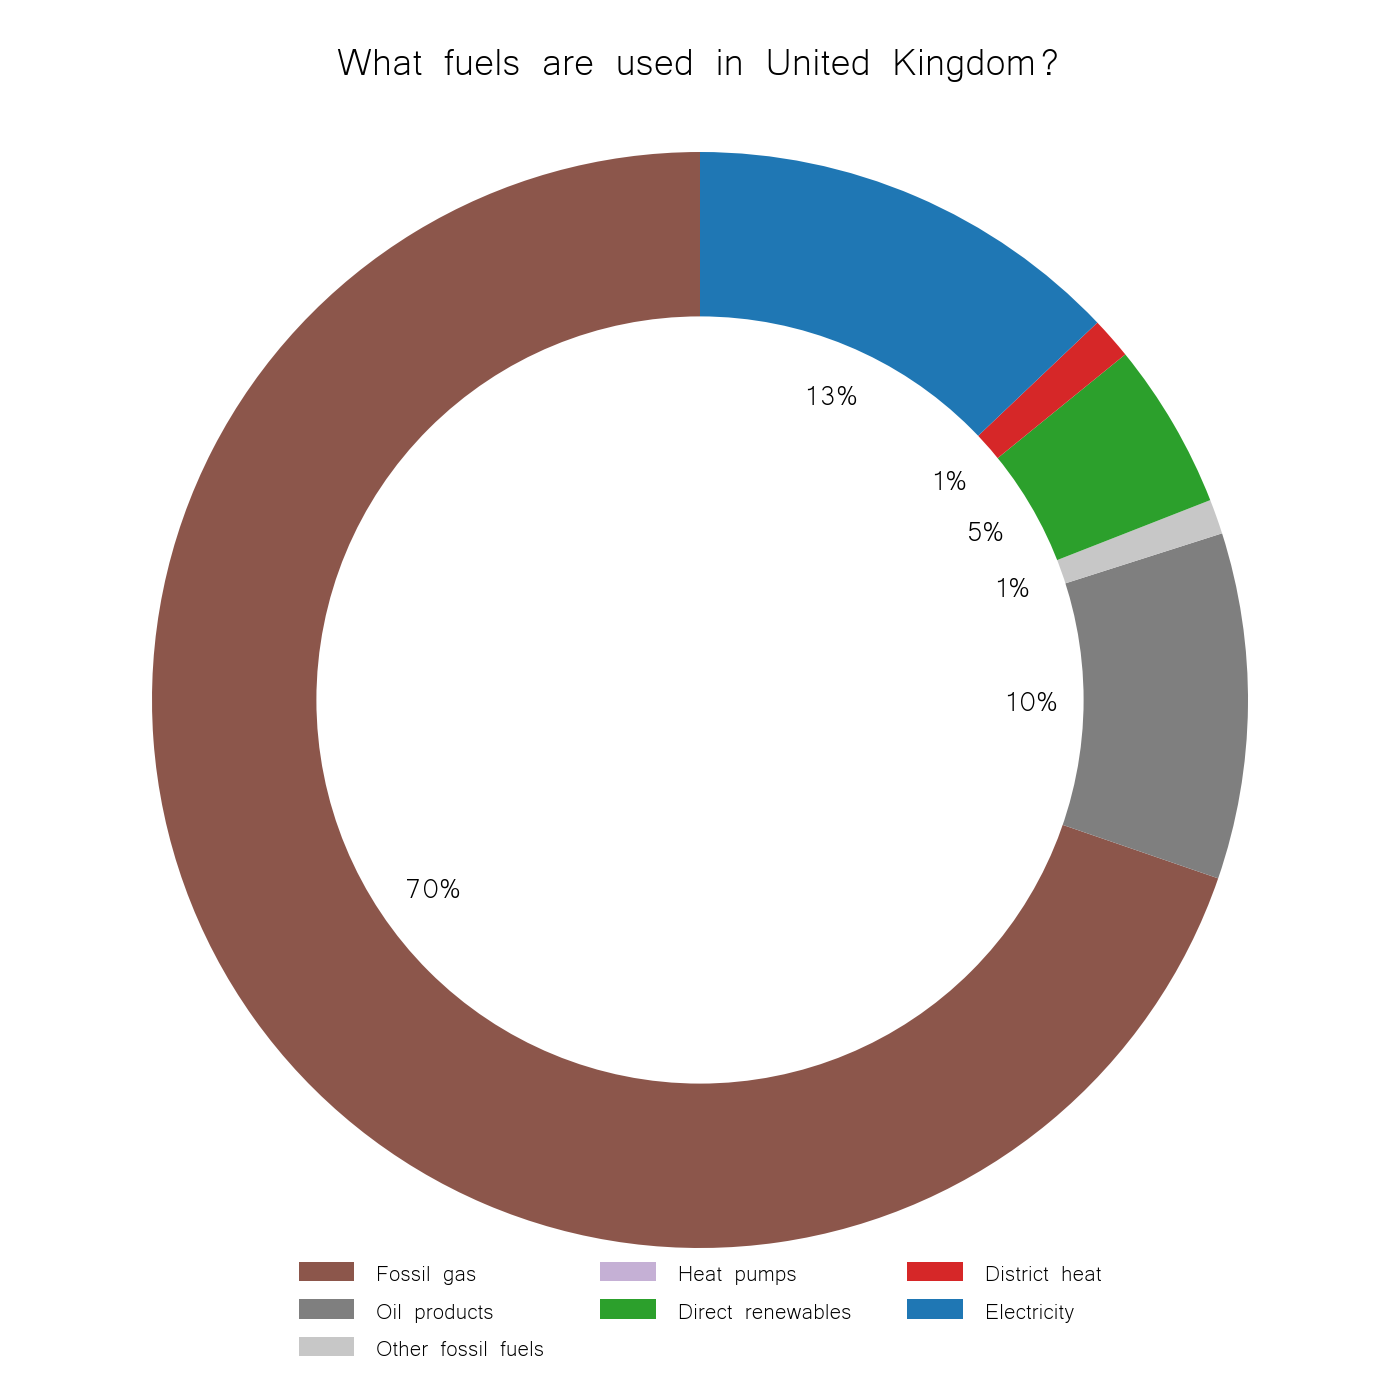 What fuels are used in United Kingdom?
13%
1%
5%
1%
10%
70%
Fossil gas
Oil products
Other fossil fuels
Heat pumps
Direct renewables
District heat
Electricity